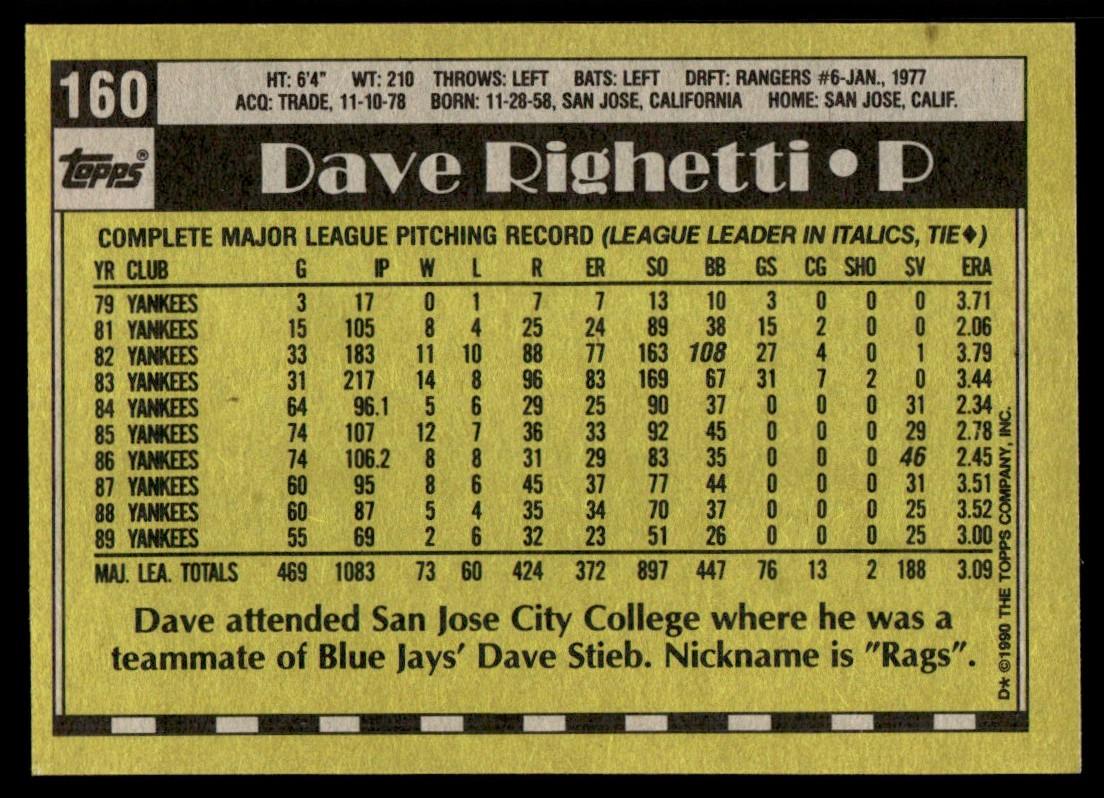 160
HT: 6'4" WT: 210 THROWS: LEFT BATS: LEFT DRFT: RANGERS #6-JAN., 1977
ACQ: TRADE, 11-10-78 BORN: 11-28-58, SAN JOSE, CALIFORNIA HOME: SAN JOSE, CALIF.
topps®
Dave Righetti • P
COMPLETE MAJOR LEAGUE PITCHING RECORD (LEAGUE LEADER IN ITALICS, TIE♦)
YR CLUB G IP W L R ER SO BB GS CG SHO SV ERA
79 YANKEES 3 17 0 1 7 7 13 10 3 0 0 0 3.71
81 YANKEES 15 105 8 4 25 24 89 38 15 2 0 0 2.06
82 YANKEES 33 183 11 10 88 77 163 108 27 4 0 1 3.79
83 YANKEES 31 217 14 8 96 83 169 67 31 7 2 0 3.44
84 YANKEES 64 96.1 5 6 29 25 90 37 0 0 0 31 2.34
85 YANKEES 74 107 12 7 36 33 92 45 0 0 0 29 2.78
86 YANKEES 74 106.2 8 8 31 29 83 35 0 0 0 46 2.45
87 YANKEES 60 95 8 6 45 37 77 44 0 0 0 31 3.51
88 YANKEES 60 87 5 4 35 34 70 37 0 0 0 25 3.52
89 YANKEES 55 69 2 6 32 23 51 26 0 0 0 25 3.00
MAJ. LEA. TOTALS 469 1083 73 60 424 372 897 447 76 13 2 188 3.09
Dave attended San Jose City College where he was a
teammate of Blue Jays' Dave Stieb. Nickname is "Rags".
D* ©1990 THE TOPPS COMPANY, INC.